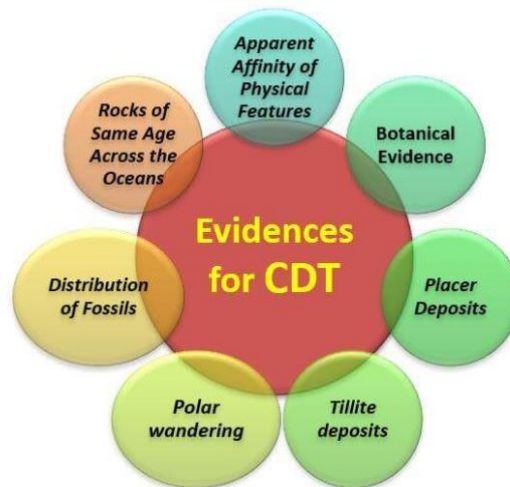 Apparent
Affinity of
Physical
Features
Rocks of
Same Age
Across the
Oceans
Botanical
Evidence
Evidences
for CDT
Distribution
of Fossils
Placer
Deposits
Polar
wandering
Tillite
deposits